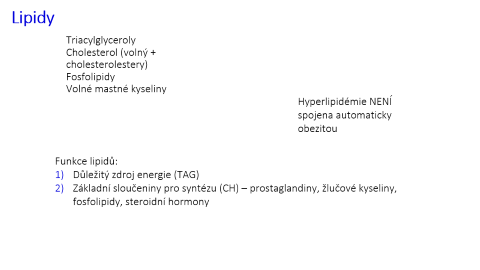 Lipidy
Triacylglyceroly
Cholesterol (volný +
cholesterolestery)
Fosfolipidy
Volné mastné kyseliny
Hyperlipidémie NENÍ
spojena automaticky
obezitou
Funkce lipidů:
1) Důležitý zdroj energie (TAG)
2) Základní sloučeniny pro syntézu (CH) – prostaglandiny, žlučové kyseliny,
fosfolipidy, steroidní hormony